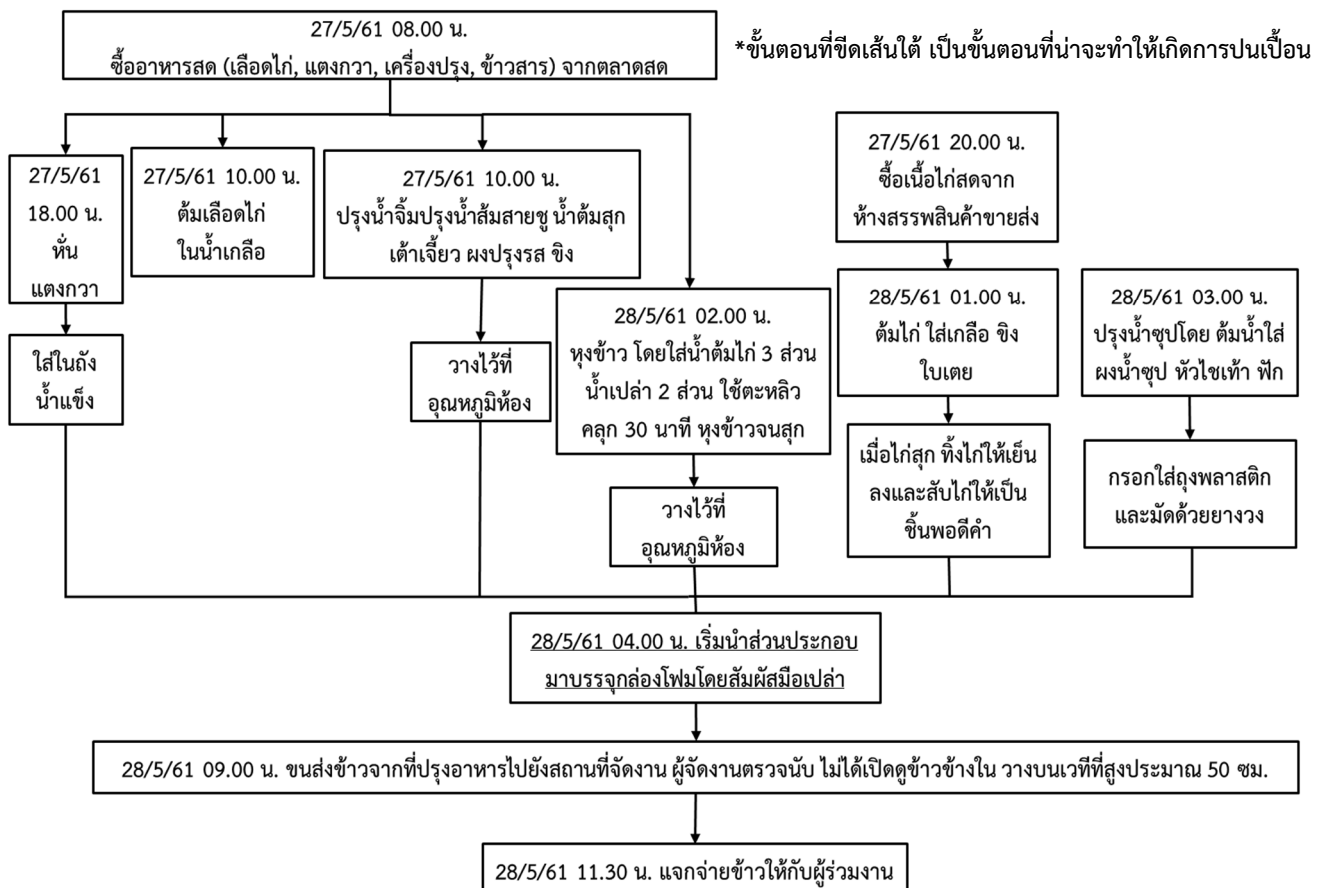 27/5/61 08.00 น.
ซื้ออาหารสด (เลือดไก่, แตงกวา, เครื่องปรุง, ข้าวสาร) จากตลาดสด
*ขั้นตอนที่ขีดเส้นใต้ เป็นขั้นตอนที่น่าจะทำให้เกิดการปนเปื้อน
27/5/61
18.00 น.
หั่น
แตงกวา
ใส่ในถัง
น้ำแข็ง
27/5/61 10.00 น.
ต้มเลือดไก่
ในน้ำเกลือ
27/5/61 10.00 น.
ปรุงน้ำจิ้มปรุงน้ำส้มสายชู น้ำต้มสุก
เต้าเจี้ยว ผงปรุงรส ขิง
วางไว้ที่
อุณหภูมิห้อง
28/5/61 02.00 น.
หุงข้าว โดยใส่น้ำต้มไก่ 3 ส่วน
น้ำเปล่า 2 ส่วน ใช้ตะหลิว
คลุก 30 นาที หุงข้าวจนสุก
วางไว้ที่
อุณหภูมิห้อง
27/5/61 20.00 น.
ซื้อเนื้อไก่สดจาก
ห้างสรรพสินค้าขายส่ง
28/5/61 01.00 น.
ต้มไก่ ใส่เกลือ ขิง
ใบเตย
เมื่อไก่สุก ทิ้งไก่ให้เย็น
ลงและสับไก่ให้เป็น
ชิ้นพอดีคำ
28/5/61 03.00 น.
ปรุงน้ำซุปโดย ต้มน้ำใส่
ผงน้ำซุป หัวไชเท้า ฟัก
กรอกใส่ถุงพลาสติก
และมัดด้วยยางวง
28/5/61 04.00 น. เริ่มนำส่วนประกอบ
มาบรรจุกล่องโฟมโดยสัมผัสมือเปล่า
28/5/61 09.00 น. ขนส่งข้าวจากที่ปรุงอาหารไปยังสถานที่จัดงาน ผู้จัดงานตรวจนับ ไม่ได้เปิดดูข้าวข้างใน วางบนเวทีที่สูงประมาณ 50 ซม.
28/5/61 11.30 น. แจกจ่ายข้าวให้กับผู้ร่วมงาน